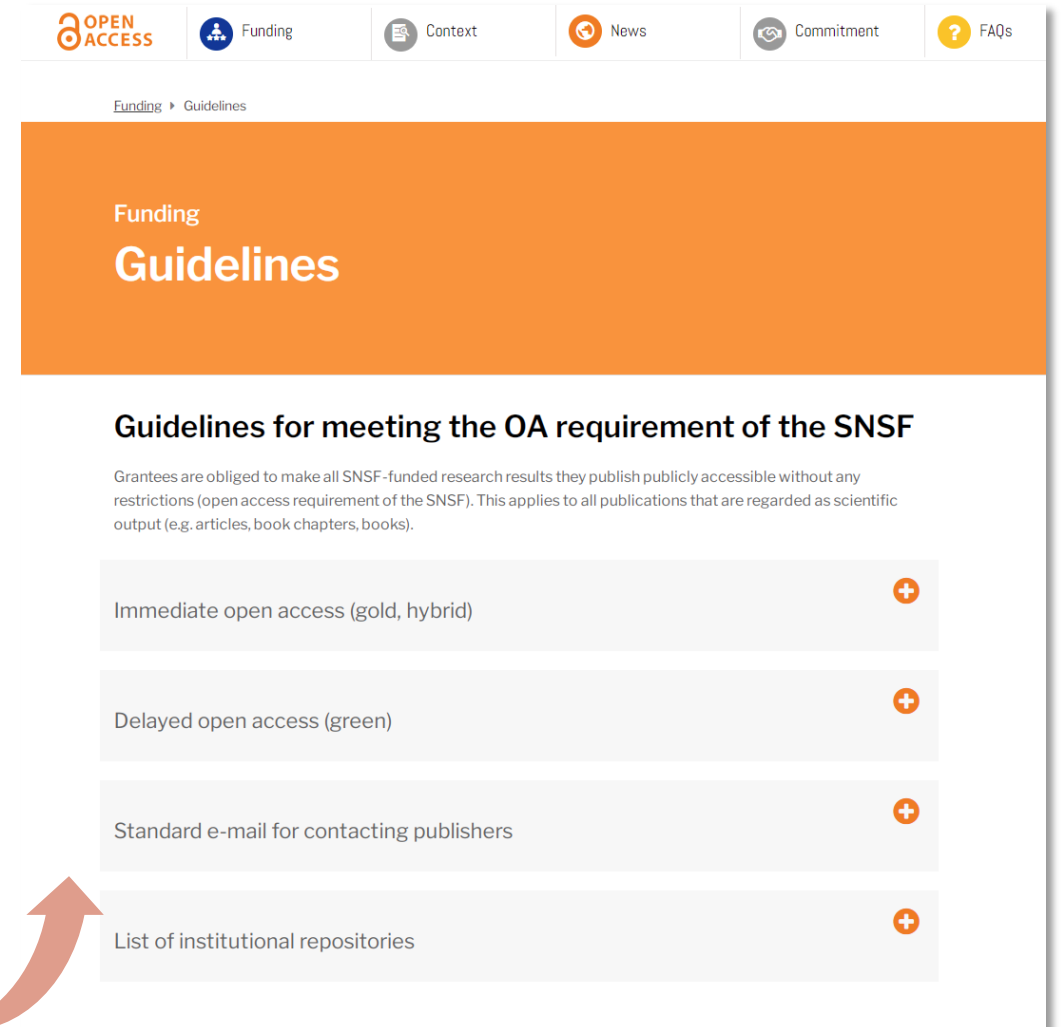 OPEN
ACCESS
Funding
Context
News
Commitment
? FAQs
Funding Guidelines
Funding
Guidelines
Guidelines for meeting the OA requirement of the SNSF
Grantees are obliged to make all SNSF-funded research results they publish publicly accessible without any
restrictions (open access requirement of the SNSF). This applies to all publications that are regarded as scientific
output (e.g. articles, book chapters, books).
Immediate open access (gold, hybrid)
Delayed open access (green)
Standard e-mail for contacting publishers
List of institutional repositories